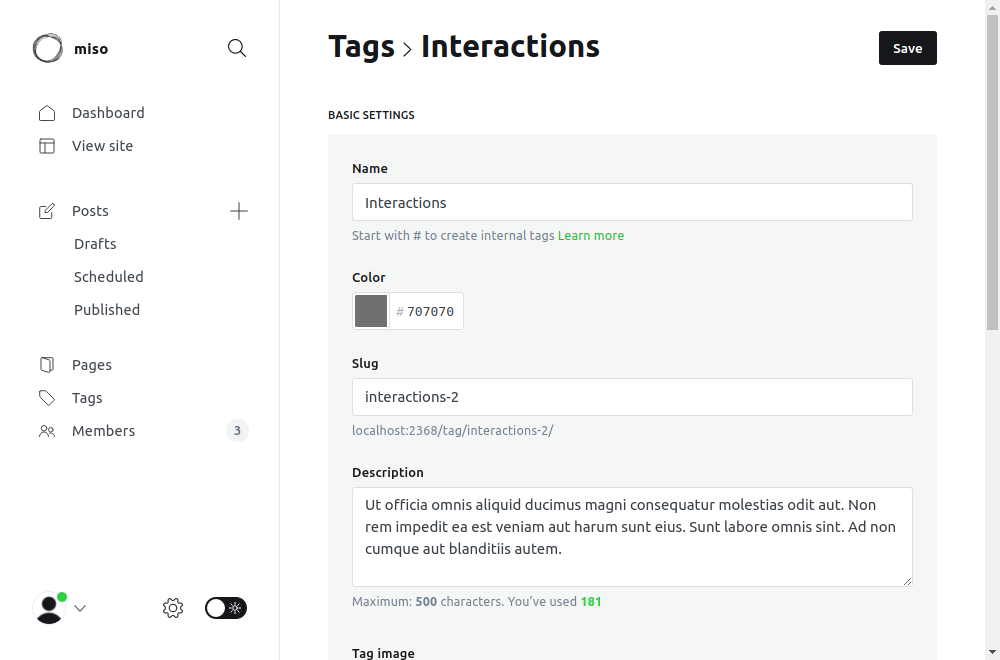 miso
Dashboard
View site
Posts
Drafts
Scheduled
Published
Pages
Tags
Members
3
Tags
Interactions
Save
BASIC SETTINGS
Name
Interactions
Start with # to create internal tags Learn more
Color
# 707070
Slug
interactions-2
localhost:2368/tag/interactions-2/
Description
Ut officia omnis aliquid ducimus magni consequatur molestias odit aut. Non
rem impedit ea est veniam aut harum sunt eius. Sunt labore omnis sint. Ad non
cumque aut blanditiis autem.
Maximum: 500 characters. You’ve used 181
Tag image